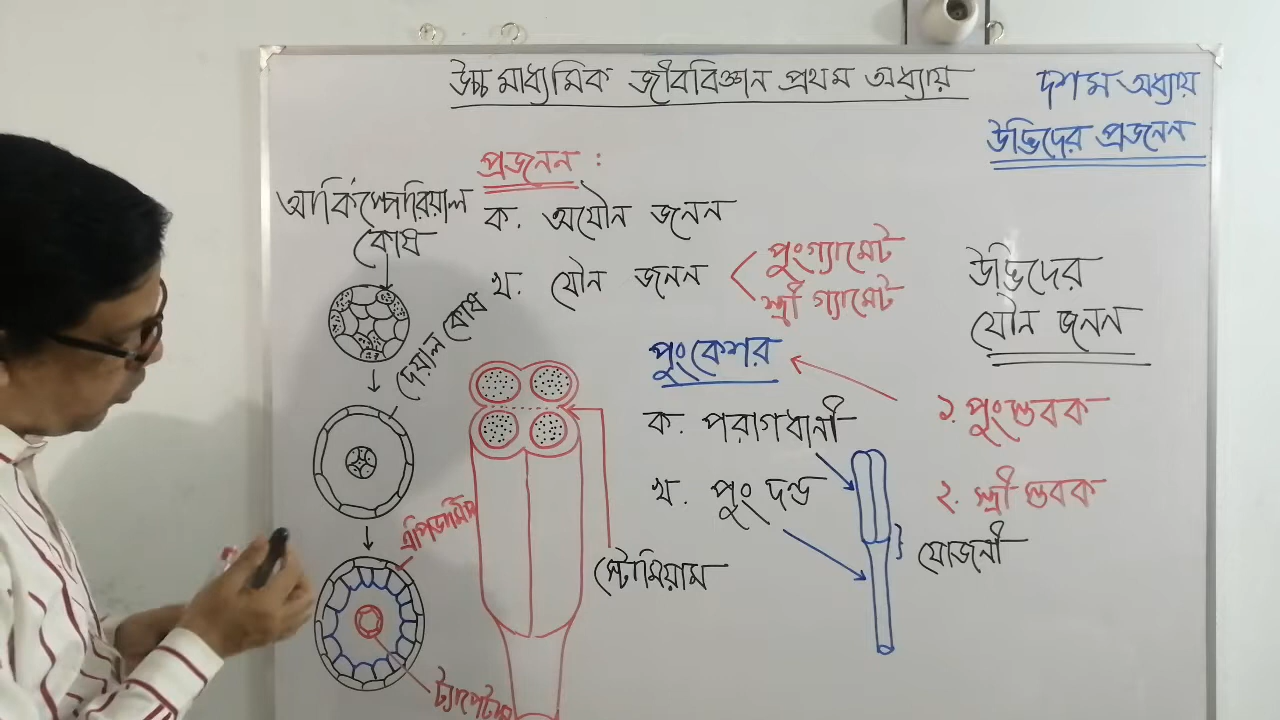 উচ্চ মাধ্যমিক জীববিজ্ঞান প্রথম অধ্যায়
দশম অধ্যায়
উদ্ভিদের প্রজনন
প্রজনন :
আর্কিস্পোরিয়াল
কোষ
ক. অযৌন জনন
খ. যৌন জনন
পুংগ্যামেট
স্ত্রী গ্যামেট
উদ্ভিদের
যৌন জনন
দেয়াল কোষ
পুংকেশর
১. পুংস্তবক
ক. পরাগধানী
খ. পুং দন্ড
২. স্ত্রী স্তবক
এপিডার্মিস
যোজনী
স্টোমিয়াম
ট্যাপেটাম